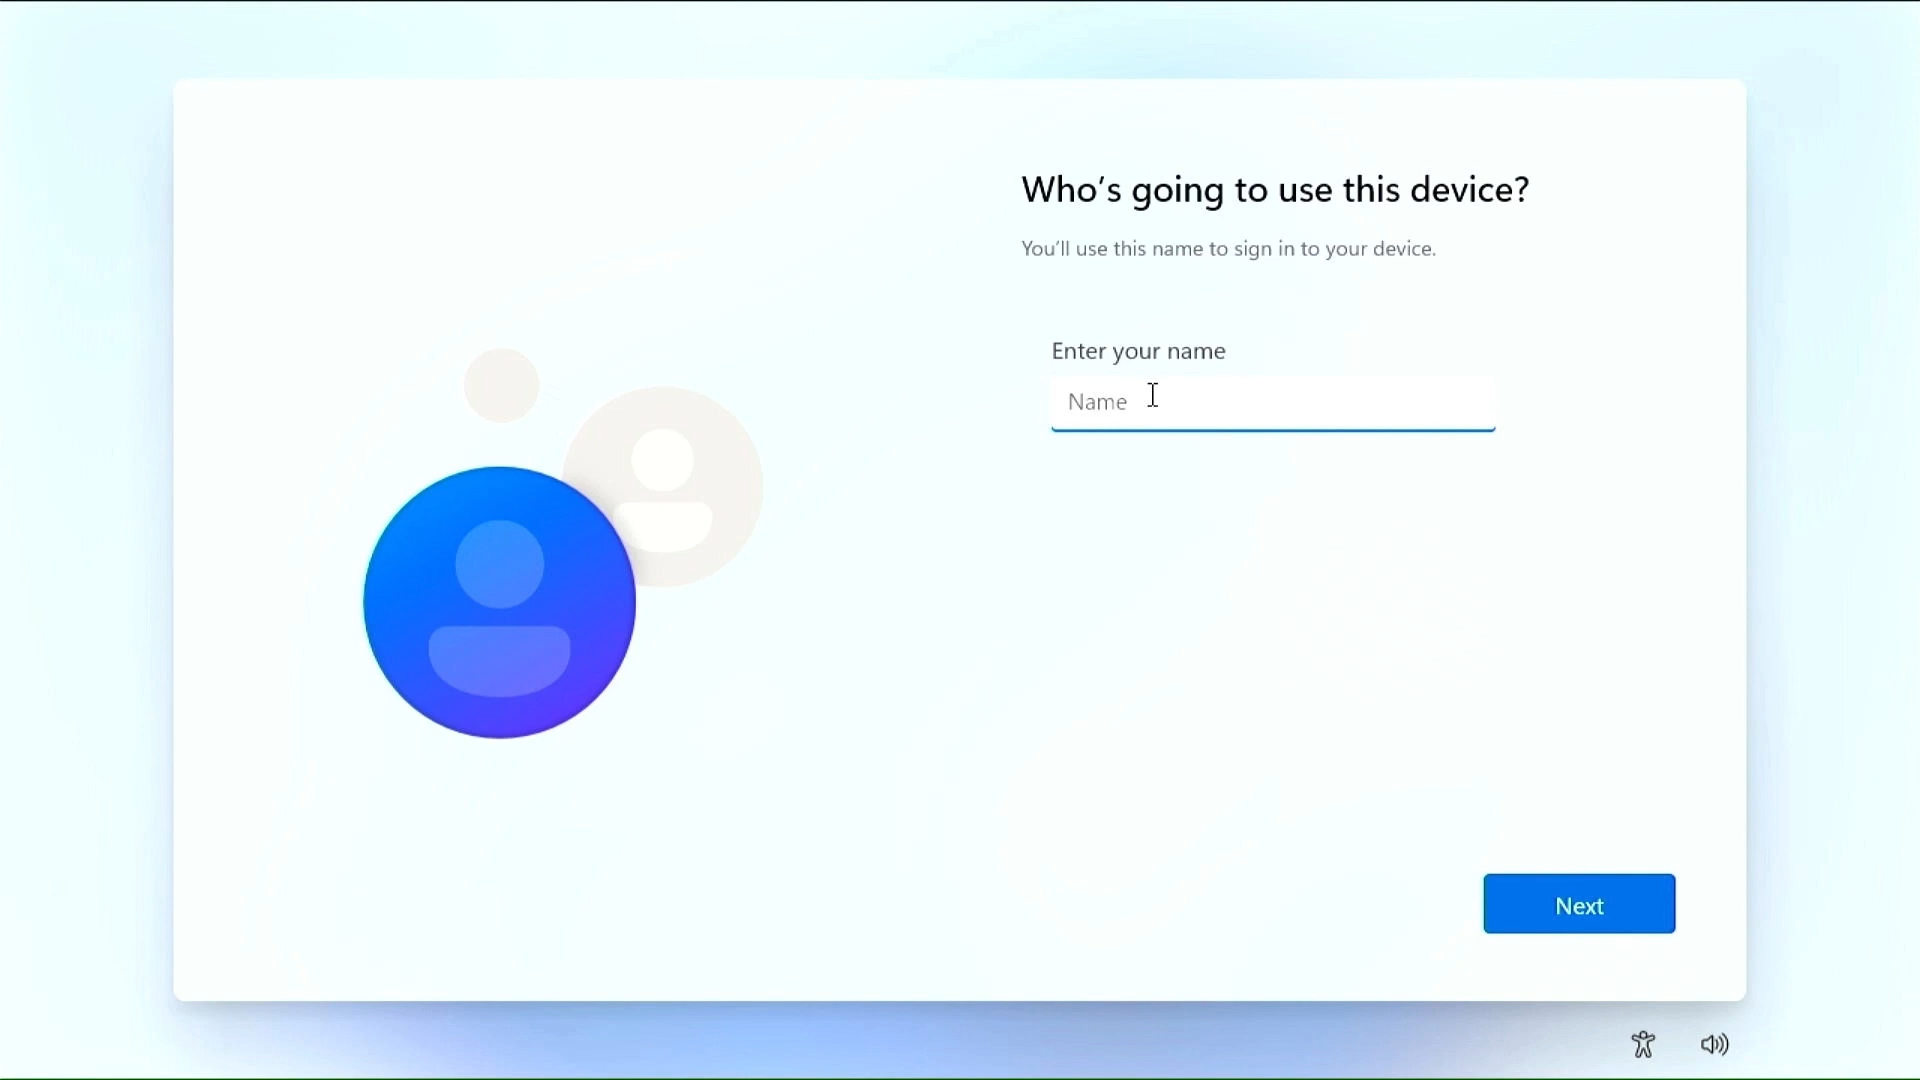 Who's going to use this device?
You'll use this name to sign in to your device.
Enter your name
Name
Next